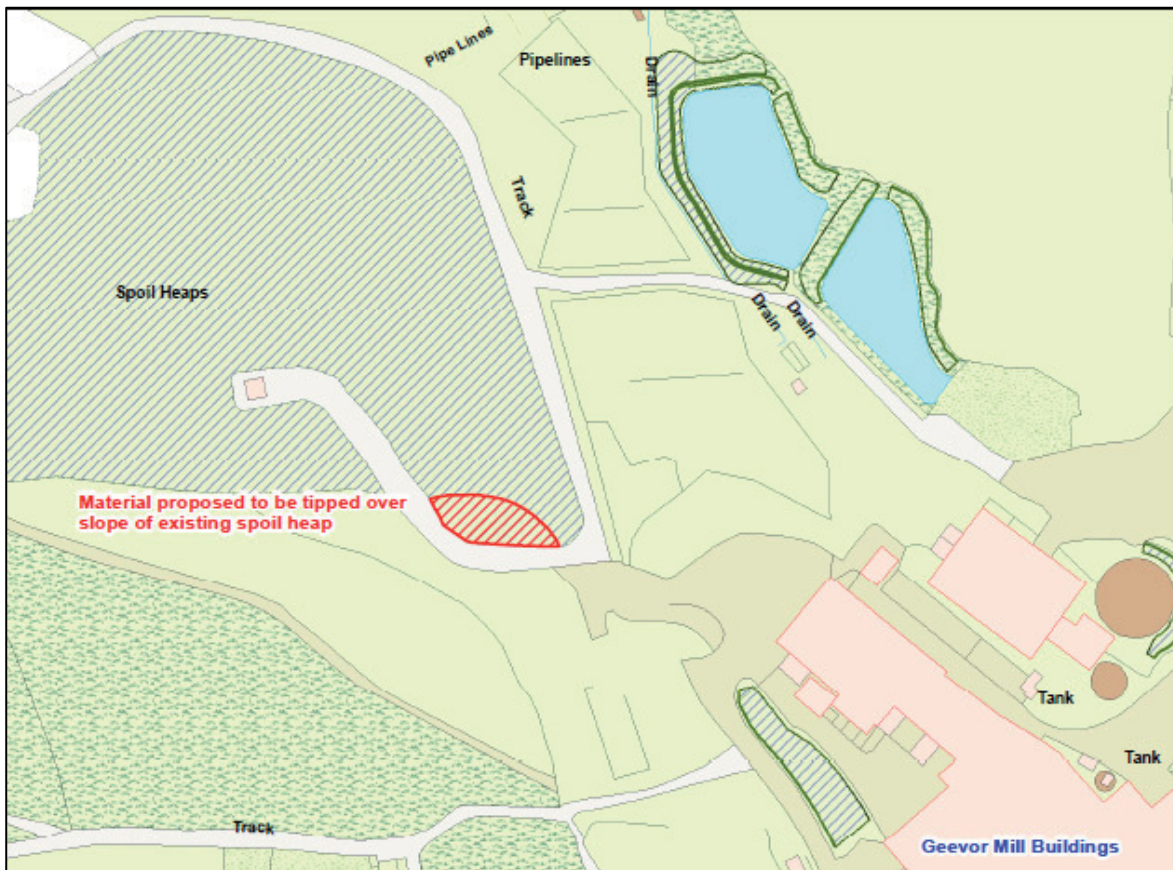 Pipe Lines
Pipelines
Drain
Track
Spoil Heaps
Drain
Drain
Material proposed to be tipped over
slope of existing spoil heap
Tank
Tank
Track
Geevor Mill Buildings